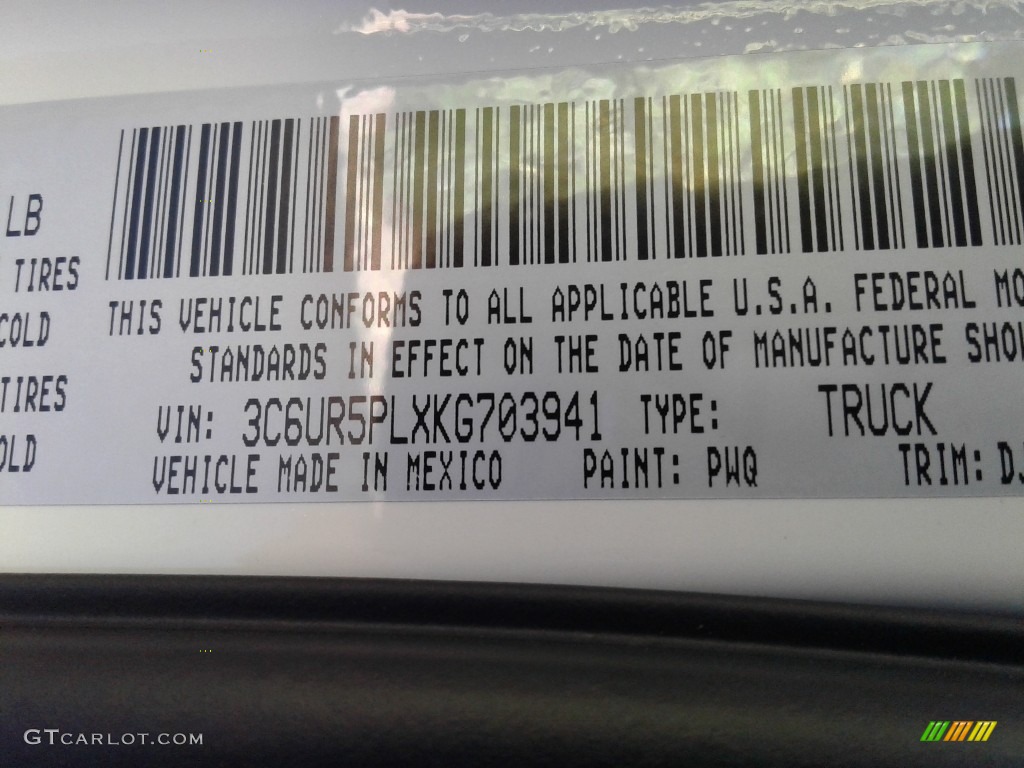 LB
TIRES
COLD
THIS VEHICLE CONFORMS TO ALL APPLICABLE U.S.A. FEDERAL MO
STANDARDS IN EFFECT ON THE DATE OF MANUFACTURE SHOW
TIRES
VIN: 3C6UR5PLXKG703941 TYPE: TRUCK
OLD
VEHICLE MADE IN MEXICO PAINT: PWQ TRIM: DJ
GTCARLOT.COM